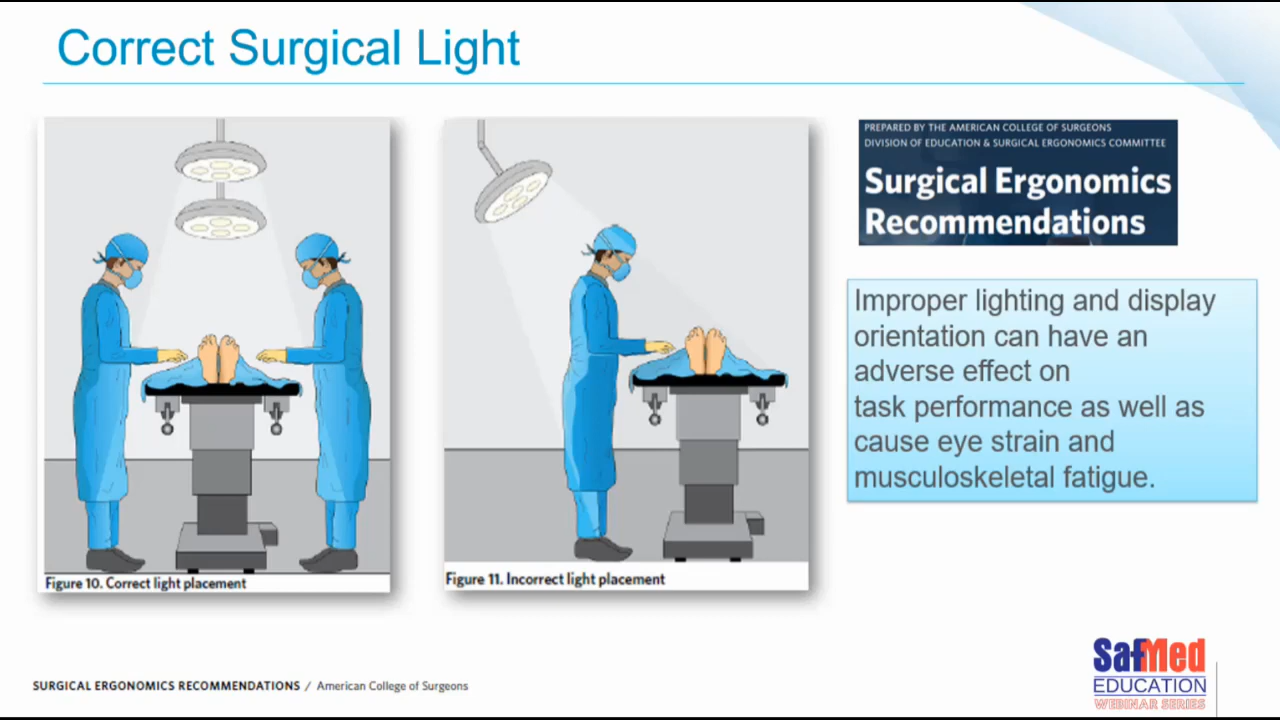 Correct Surgical Light
Figure 10. Correct light placement
Figure 11. Incorrect light placement
PREPARED BY THE AMERICAN COLLEGE OF SURGEONS
DIVISION OF EDUCATION & SURGICAL ERGONOMICS COMMITTEE
Surgical Ergonomics
Recommendations
Improper lighting and display
orientation can have an
adverse effect on
task performance as well as
cause eye strain and
musculoskeletal fatigue.
SURGICAL ERGONOMICS RECOMMENDATIONS / American College of Surgeons
SafMed
EDUCATION
WEBINAR SERIES